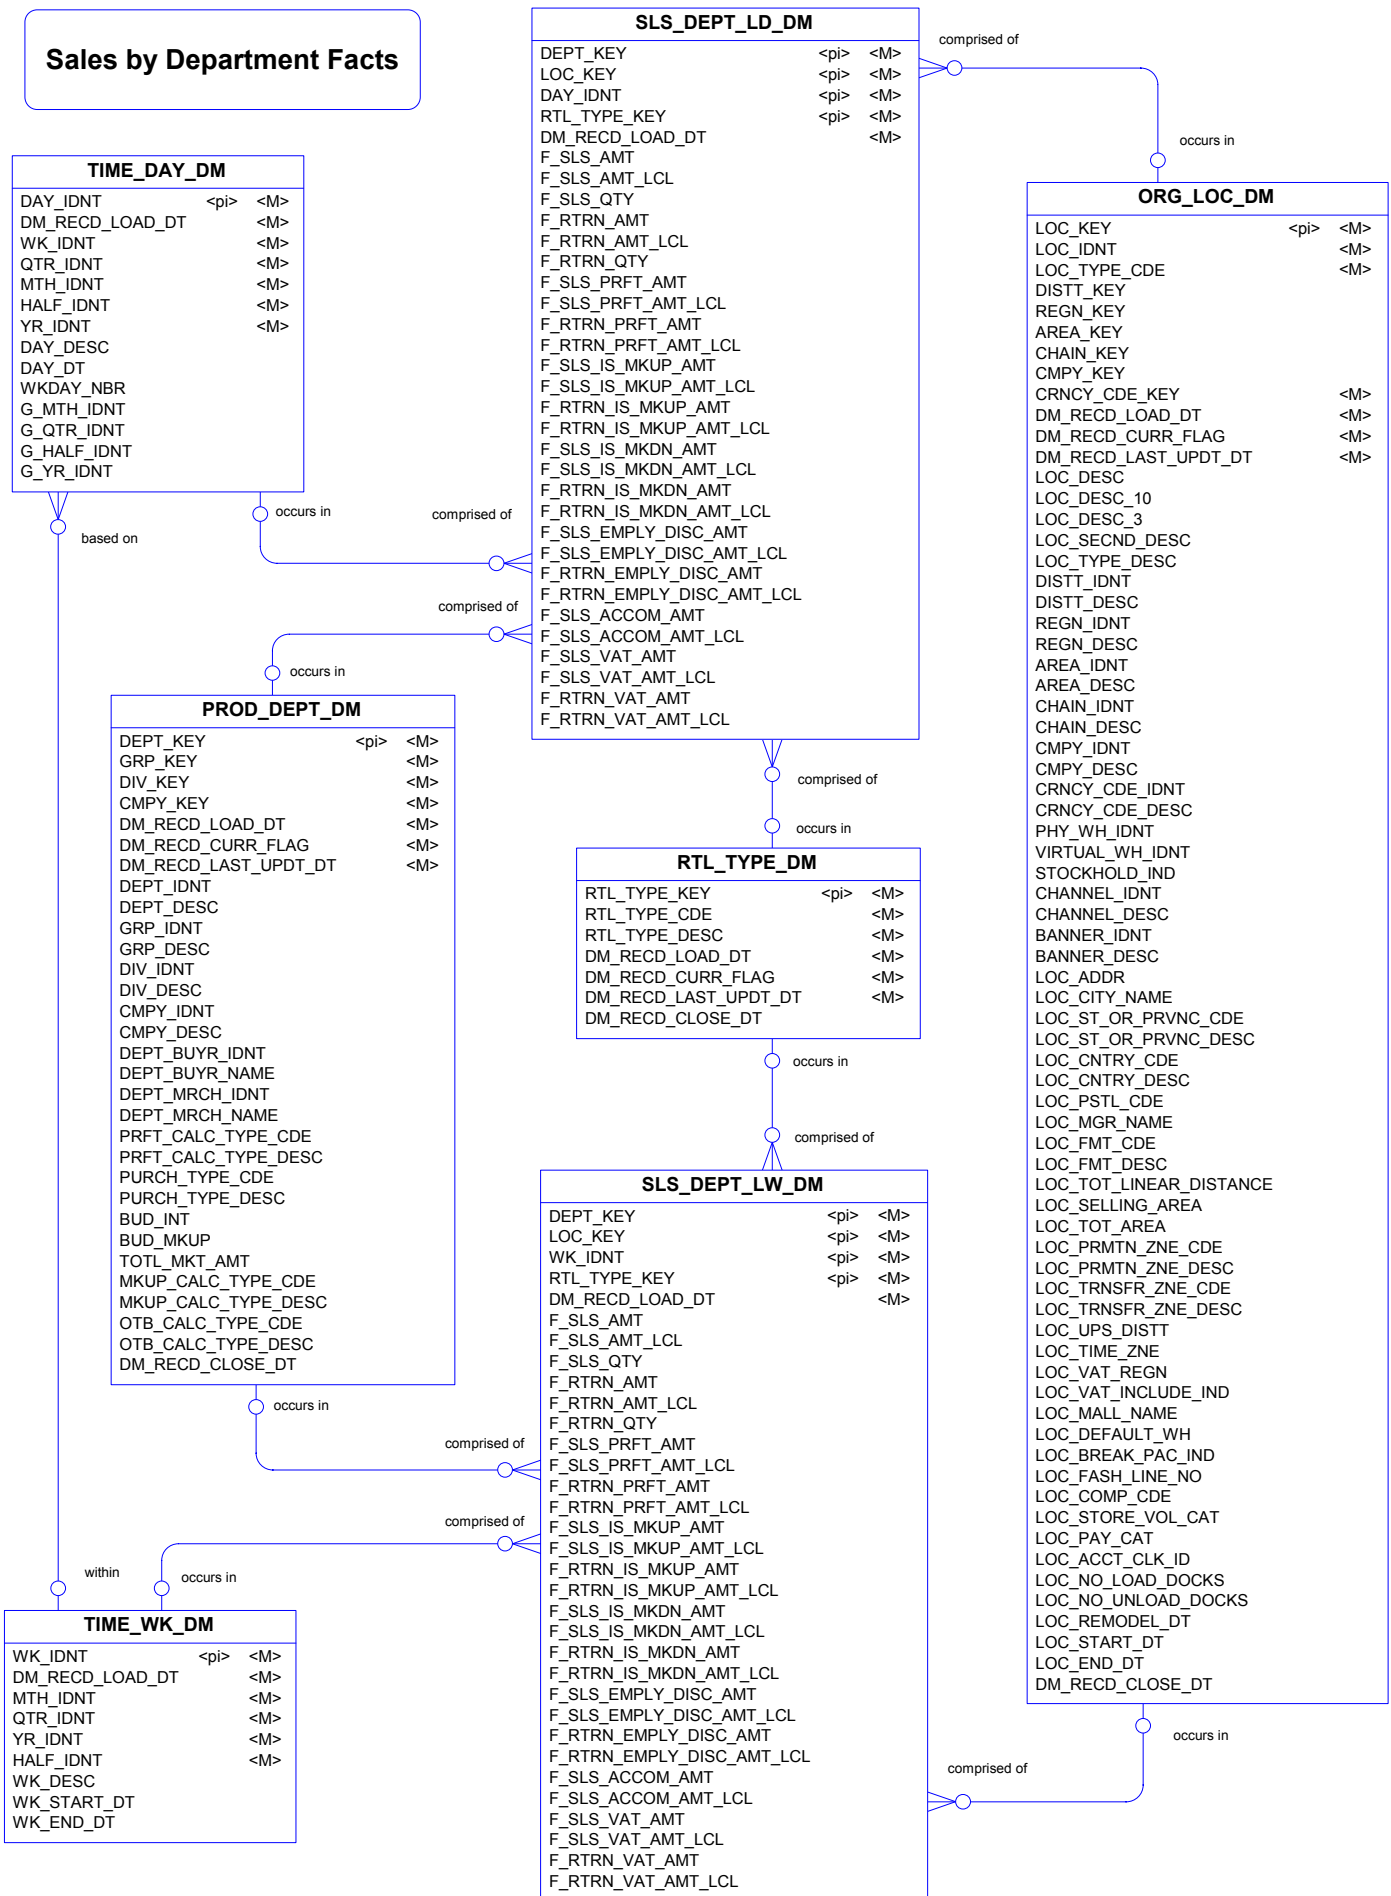 Sales by Department Facts
SLS_DEPT_LD_DM
DEPT_KEY <pi> <M>
LOC_KEY <pi> <M>
DAY_IDNT <pi> <M>
RTL_TYPE_KEY <pi> <M>
DM_RECD_LOAD_DT <M>
F_SLS_AMT
F_SLS_AMT_LCL
F_SLS_QTY
F_RTRN_AMT
F_RTRN_AMT_LCL
F_RTRN_QTY
F_SLS_PRFT_AMT
F_SLS_PRFT_AMT_LCL
F_RTRN_PRFT_AMT
F_RTRN_PRFT_AMT_LCL
F_SLS_IS_MKUP_AMT
F_SLS_IS_MKUP_AMT_LCL
F_RTRN_IS_MKUP_AMT
F_RTRN_IS_MKUP_AMT_LCL
F_SLS_IS_MKDN_AMT
F_SLS_IS_MKDN_AMT_LCL
F_RTRN_IS_MKDN_AMT
F_RTRN_IS_MKDN_AMT_LCL
F_SLS_EMPLY_DISC_AMT
F_SLS_EMPLY_DISC_AMT_LCL
F_RTRN_EMPLY_DISC_AMT
F_RTRN_EMPLY_DISC_AMT_LCL
F_SLS_ACCOM_AMT
F_SLS_ACCOM_AMT_LCL
F_SLS_VAT_AMT
F_SLS_VAT_AMT_LCL
F_RTRN_VAT_AMT
F_RTRN_VAT_AMT_LCL
comprised of
occurs in
TIME_DAY_DM
DAY_IDNT <pi> <M>
DM_RECD_LOAD_DT <M>
WK_IDNT <M>
QTR_IDNT <M>
MTH_IDNT <M>
HALF_IDNT <M>
YR_IDNT <M>
DAY_DESC
DAY_DT
WKDAY_NBR
G_MTH_IDNT
G_QTR_IDNT
G_HALF_IDNT
G_YR_IDNT
occurs in
comprised of
based on
comprised of
occurs in
ORG_LOC_DM
LOC_KEY <pi> <M>
LOC_IDNT <M>
LOC_TYPE_CDE <M>
DISTT_KEY
REGN_KEY
AREA_KEY
CHAIN_KEY
CMPY_KEY
CRNCY_CDE_KEY <M>
DM_RECD_LOAD_DT <M>
DM_RECD_CURR_FLAG <M>
DM_RECD_LAST_UPDT_DT <M>
LOC_DESC
LOC_DESC_10
LOC_DESC_3
LOC_SECND_DESC
LOC_TYPE_DESC
DISTT_IDNT
DISTT_DESC
REGN_IDNT
REGN_DESC
AREA_IDNT
AREA_DESC
CHAIN_IDNT
CHAIN_DESC
CMPY_IDNT
CMPY_DESC
CRNCY_CDE_IDNT
CRNCY_CDE_DESC
PHY_WH_IDNT
VIRTUAL_WH_IDNT
STOCKHOLD_IND
CHANNEL_IDNT
CHANNEL_DESC
BANNER_IDNT
BANNER_DESC
LOC_ADDR
LOC_CITY_NAME
LOC_ST_OR_PRVNC_CDE
LOC_ST_OR_PRVNC_DESC
LOC_CNTRY_CDE
LOC_CNTRY_DESC
LOC_PSTL_CDE
LOC_MGR_NAME
LOC_FMT_CDE
LOC_FMT_DESC
LOC_TOT_LINEAR_DISTANCE
LOC_SELLING_AREA
LOC_TOT_AREA
LOC_PRMTN_ZNE_CDE
LOC_PRMTN_ZNE_DESC
LOC_TRNSFR_ZNE_CDE
LOC_TRNSFR_ZNE_DESC
LOC_UPS_DISTT
LOC_TIME_ZNE
LOC_VAT_REGN
LOC_VAT_INCLUDE_IND
LOC_MALL_NAME
LOC_DEFAULT_WH
LOC_BREAK_PAC_IND
LOC_FASH_LINE_NO
LOC_COMP_CDE
LOC_STORE_VOL_CAT
LOC_PAY_CAT
LOC_ACCT_CLK_ID
LOC_NO_LOAD_DOCKS
LOC_NO_UNLOAD_DOCKS
LOC_REMODEL_DT
LOC_START_DT
LOC_END_DT
DM_RECD_CLOSE_DT
PROD_DEPT_DM
DEPT_KEY <pi> <M>
GRP_KEY <M>
DIV_KEY <M>
CMPY_KEY <M>
DM_RECD_LOAD_DT <M>
DM_RECD_CURR_FLAG <M>
DM_RECD_LAST_UPDT_DT <M>
DEPT_IDNT
DEPT_DESC
GRP_IDNT
GRP_DESC
DIV_IDNT
DIV_DESC
CMPY_IDNT
CMPY_DESC
DEPT_BUYR_IDNT
DEPT_BUYR_NAME
DEPT_MRCH_IDNT
DEPT_MRCH_NAME
PRFT_CALC_TYPE_CDE
PRFT_CALC_TYPE_DESC
PURCH_TYPE_CDE
PURCH_TYPE_DESC
BUD_INT
BUD_MKUP
TOTL_MKT_AMT
MKUP_CALC_TYPE_CDE
MKUP_CALC_TYPE_DESC
OTB_CALC_TYPE_CDE
OTB_CALC_TYPE_DESC
DM_RECD_CLOSE_DT
comprised of
occurs in
RTL_TYPE_DM
RTL_TYPE_KEY <pi> <M>
RTL_TYPE_CDE <M>
RTL_TYPE_DESC <M>
DM_RECD_LOAD_DT <M>
DM_RECD_CURR_FLAG <M>
DM_RECD_LAST_UPDT_DT <M>
DM_RECD_CLOSE_DT
occurs in
comprised of
SLS_DEPT_LW_DM
DEPT_KEY <pi> <M>
LOC_KEY <pi> <M>
WK_IDNT <pi> <M>
RTL_TYPE_KEY <pi> <M>
DM_RECD_LOAD_DT <M>
F_SLS_AMT
F_SLS_AMT_LCL
F_SLS_QTY
F_RTRN_AMT
F_RTRN_AMT_LCL
F_RTRN_QTY
F_SLS_PRFT_AMT
F_SLS_PRFT_AMT_LCL
F_RTRN_PRFT_AMT
F_RTRN_PRFT_AMT_LCL
F_SLS_IS_MKUP_AMT
F_SLS_IS_MKUP_AMT_LCL
F_RTRN_IS_MKUP_AMT
F_RTRN_IS_MKUP_AMT_LCL
F_SLS_IS_MKDN_AMT
F_SLS_IS_MKDN_AMT_LCL
F_RTRN_IS_MKDN_AMT
F_RTRN_IS_MKDN_AMT_LCL
F_SLS_EMPLY_DISC_AMT
F_SLS_EMPLY_DISC_AMT_LCL
F_RTRN_EMPLY_DISC_AMT
F_RTRN_EMPLY_DISC_AMT_LCL
F_SLS_ACCOM_AMT
F_SLS_ACCOM_AMT_LCL
F_SLS_VAT_AMT
F_SLS_VAT_AMT_LCL
F_RTRN_VAT_AMT
F_RTRN_VAT_AMT_LCL
occurs in
comprised of
comprised of
within
occurs in
TIME_WK_DM
WK_IDNT <pi> <M>
DM_RECD_LOAD_DT <M>
MTH_IDNT <M>
QTR_IDNT <M>
YR_IDNT <M>
HALF_IDNT <M>
WK_DESC
WK_START_DT
WK_END_DT
occurs in
comprised of